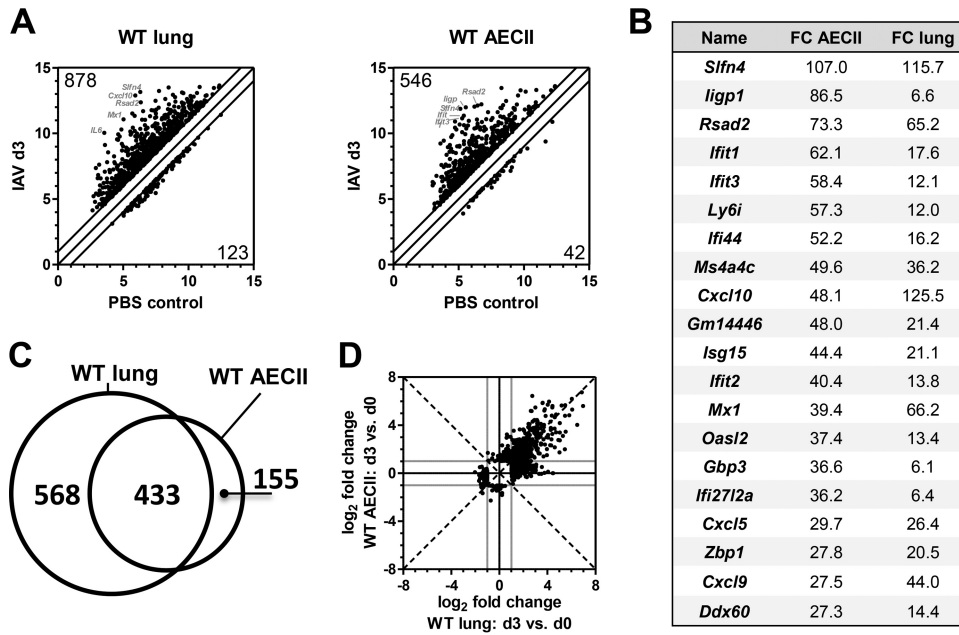 A
WT lung
15
10
5
0
0
5
10
15
IAV d3
PBS control
878
123
Slfn4
Cxcl10
Rsad2
Mx1
IL6
WT AECII
15
10
5
0
0
5
10
15
IAV d3
PBS control
546
42
Rsad2
Iigp
Slfn4
Ifit
Ifit3
B
Name FC AECII FC lung
Slfn4 107.0 115.7
Iigp1 86.5 6.6
Rsad2 73.3 65.2
Ifit1 62.1 17.6
Ifit3 58.4 12.1
Ly6i 57.3 12.0
Ifi44 52.2 16.2
Ms4a4c 49.6 36.2
Cxcl10 48.1 125.5
Gm14446 48.0 21.4
Isg15 44.4 21.1
Ifit2 40.4 13.8
Mx1 39.4 66.2
Oasl2 37.4 13.4
Gbp3 36.6 6.1
Ifi27l2a 36.2 6.4
Cxcl5 29.7 26.4
Zbp1 27.8 20.5
Cxcl9 27.5 44.0
Ddx60 27.3 14.4
C
WT lung
WT AECII
568
433
155
D
8
4
0
-4
-8
-8
-4
0
4
8
log2 fold change
WT AECII: d3 vs. d0
log2 fold change
WT lung: d3 vs. d0